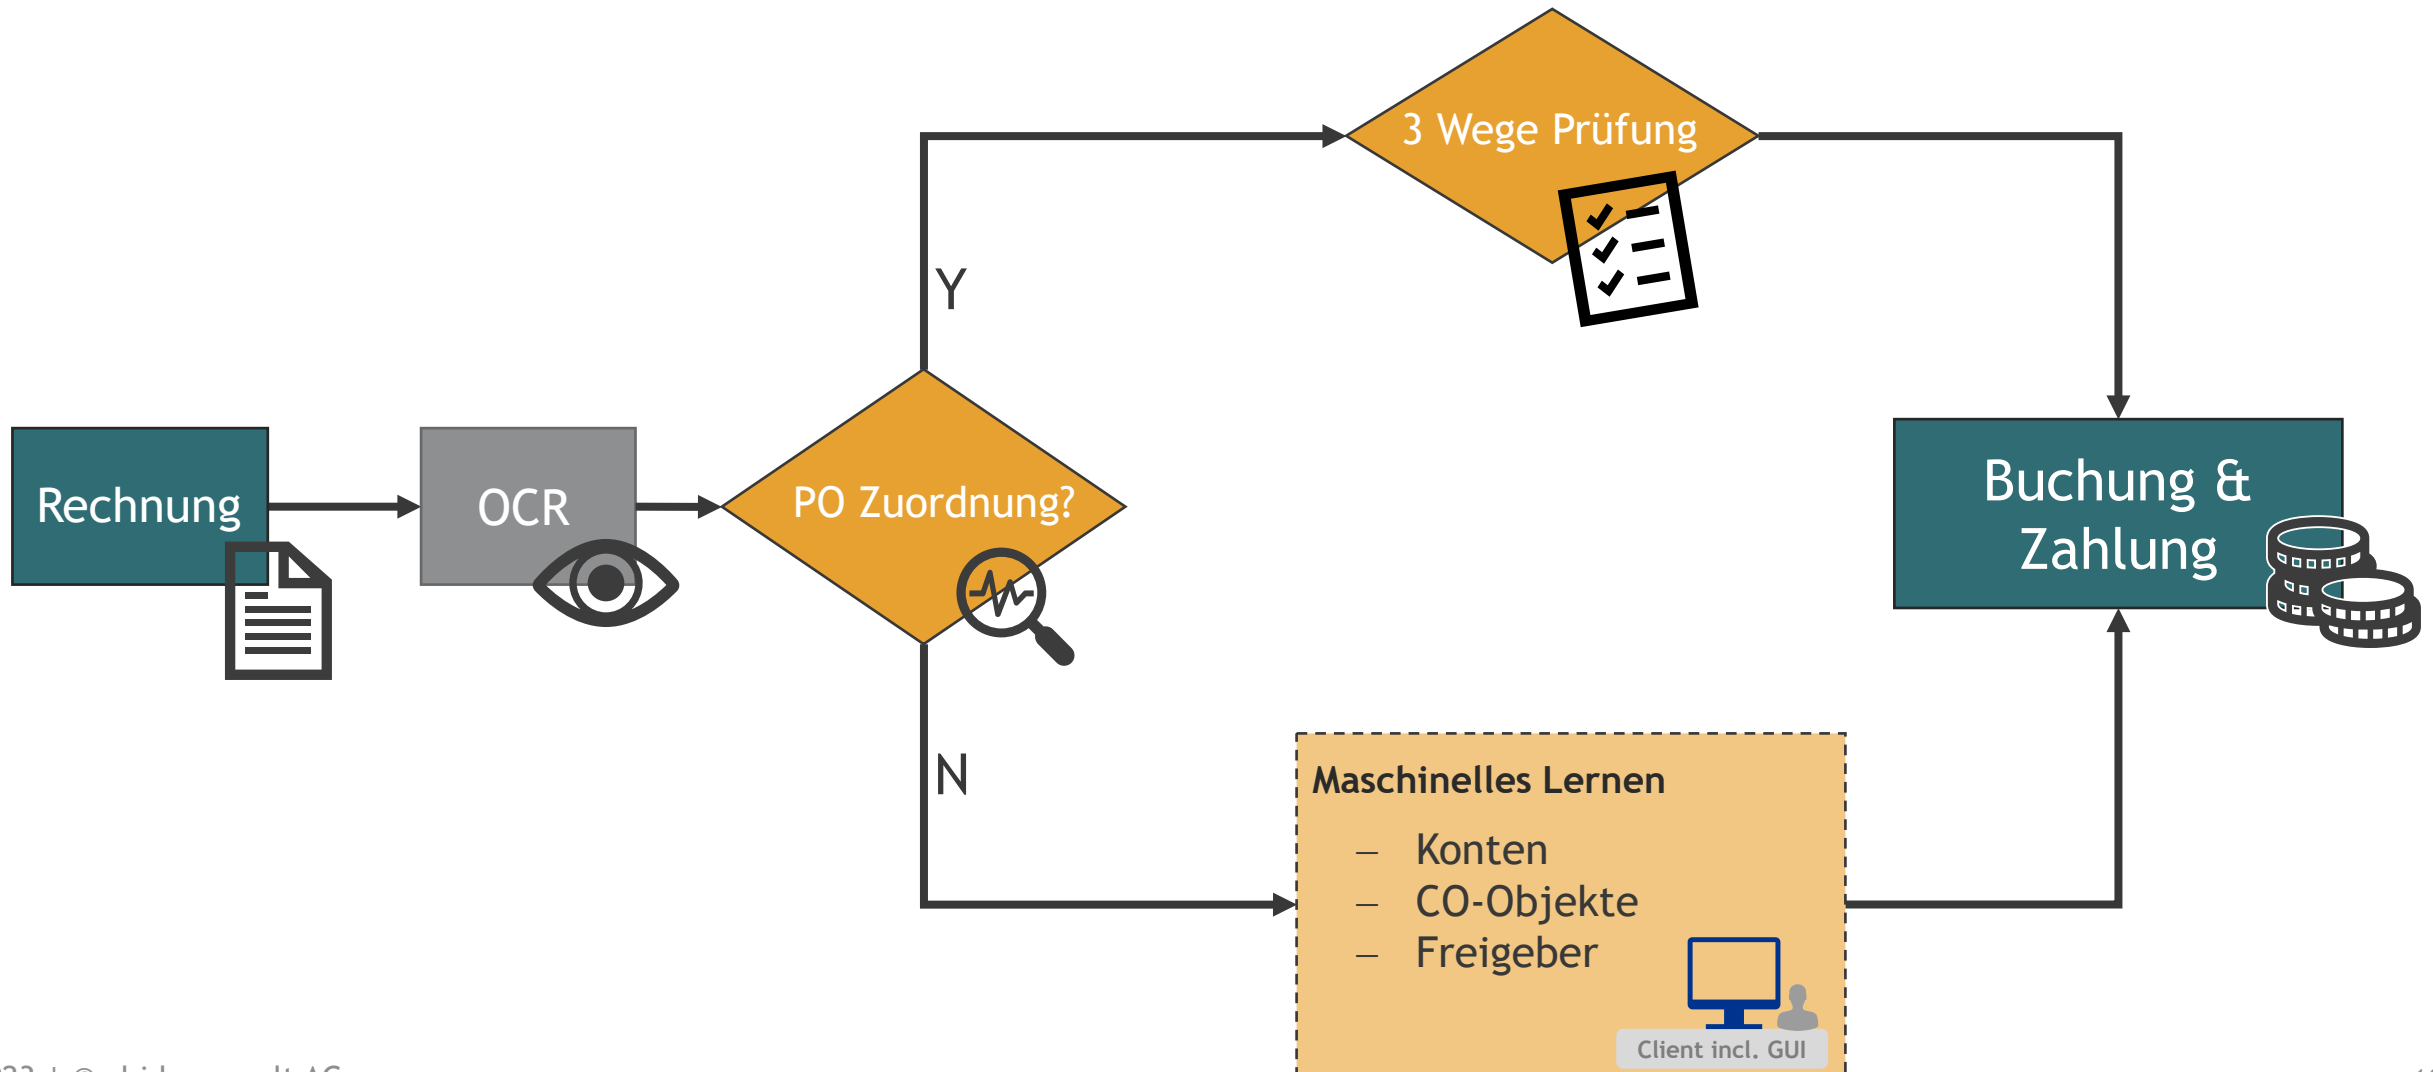 3 Wege Prüfung
Y
Rechnung
OCR
PO Zuordnung?
Buchung &
Zahlung
N
Maschinelles Lernen
– Konten
– CO-Objekte
– Freigeber
Client incl. GUI